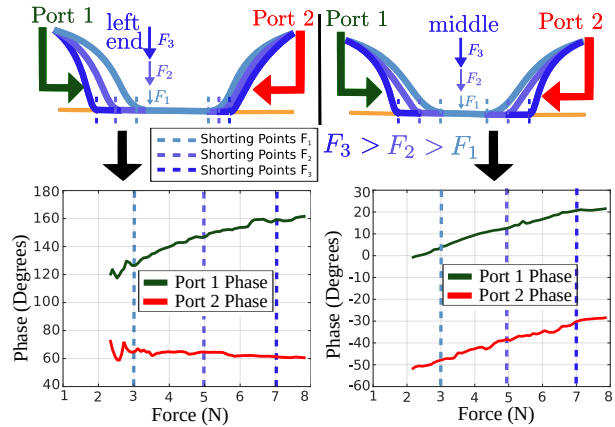 Port 1
left
end
F₃
F₂
F₁
Port 2
Port 1
middle
F₃
F₂
F₁
Port 2
Shorting Points F₁
Shorting Points F₂
Shorting Points F₃
F₃ > F₂ > F₁
180
160
140
120
100
80
60
40
Phase (Degrees)
Port 1 Phase
Port 2 Phase
1 2 3 4 5 6 7 8
Force (N)
30
20
10
0
-10
-20
-30
-40
-50
-60
Phase (Degrees)
Port 1 Phase
Port 2 Phase
1 2 3 4 5 6 7 8
Force (N)